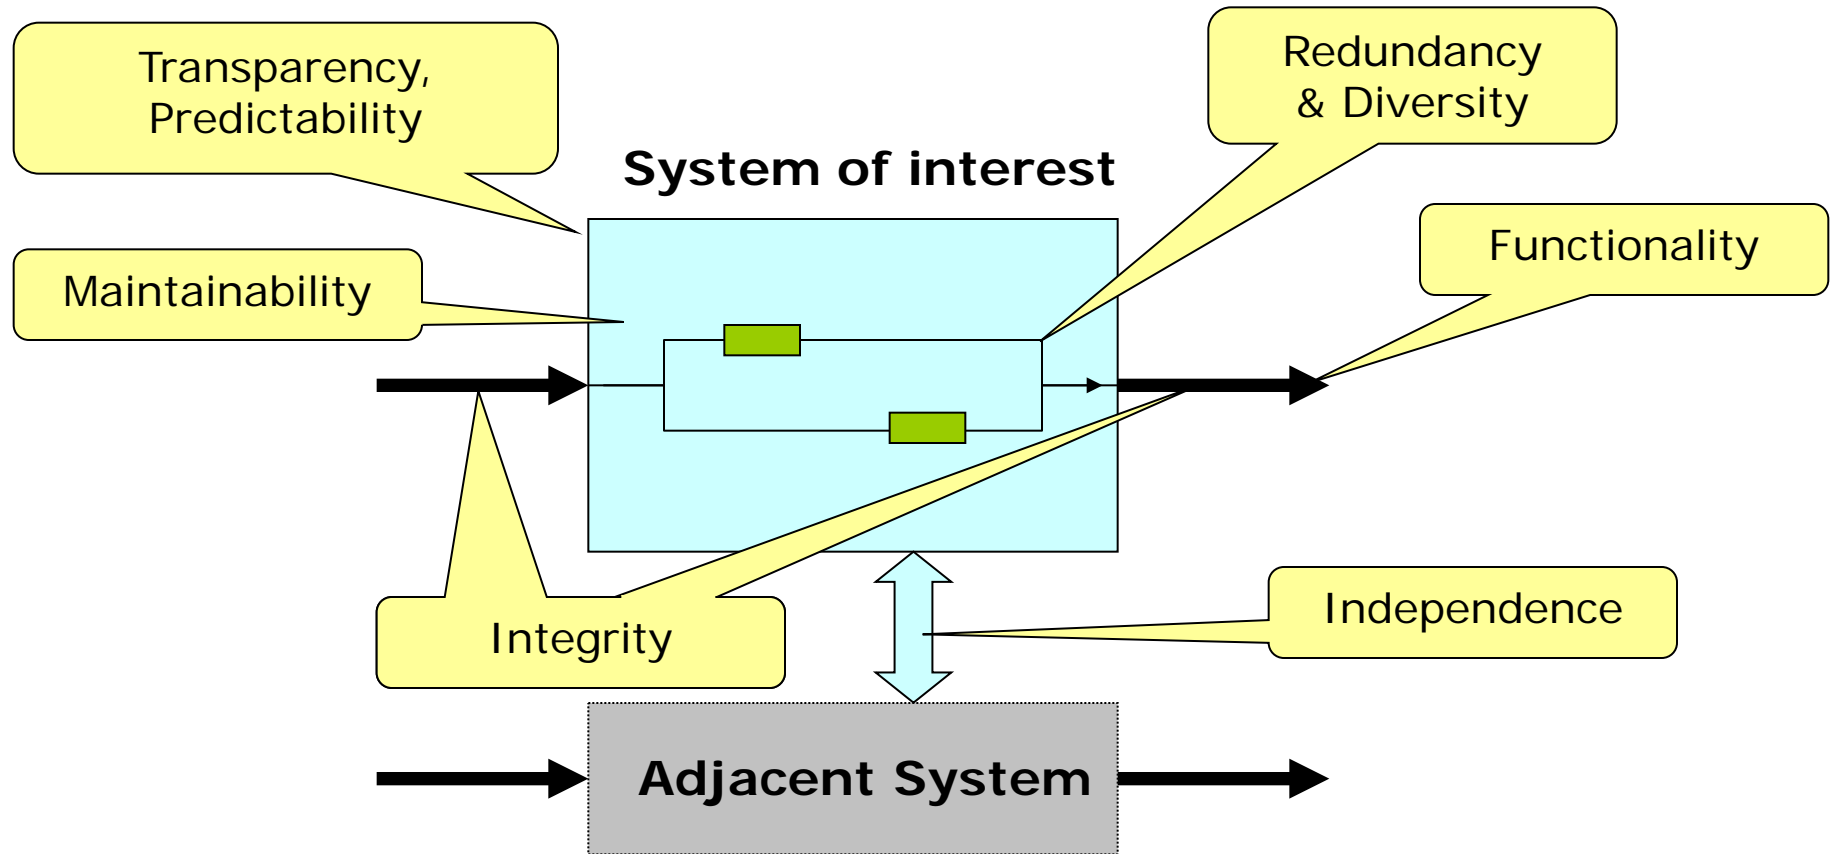 Transparency,
Predictability
Redundancy
& Diversity
System of interest
Functionality
Maintainability
Integrity
Independence
Adjacent System